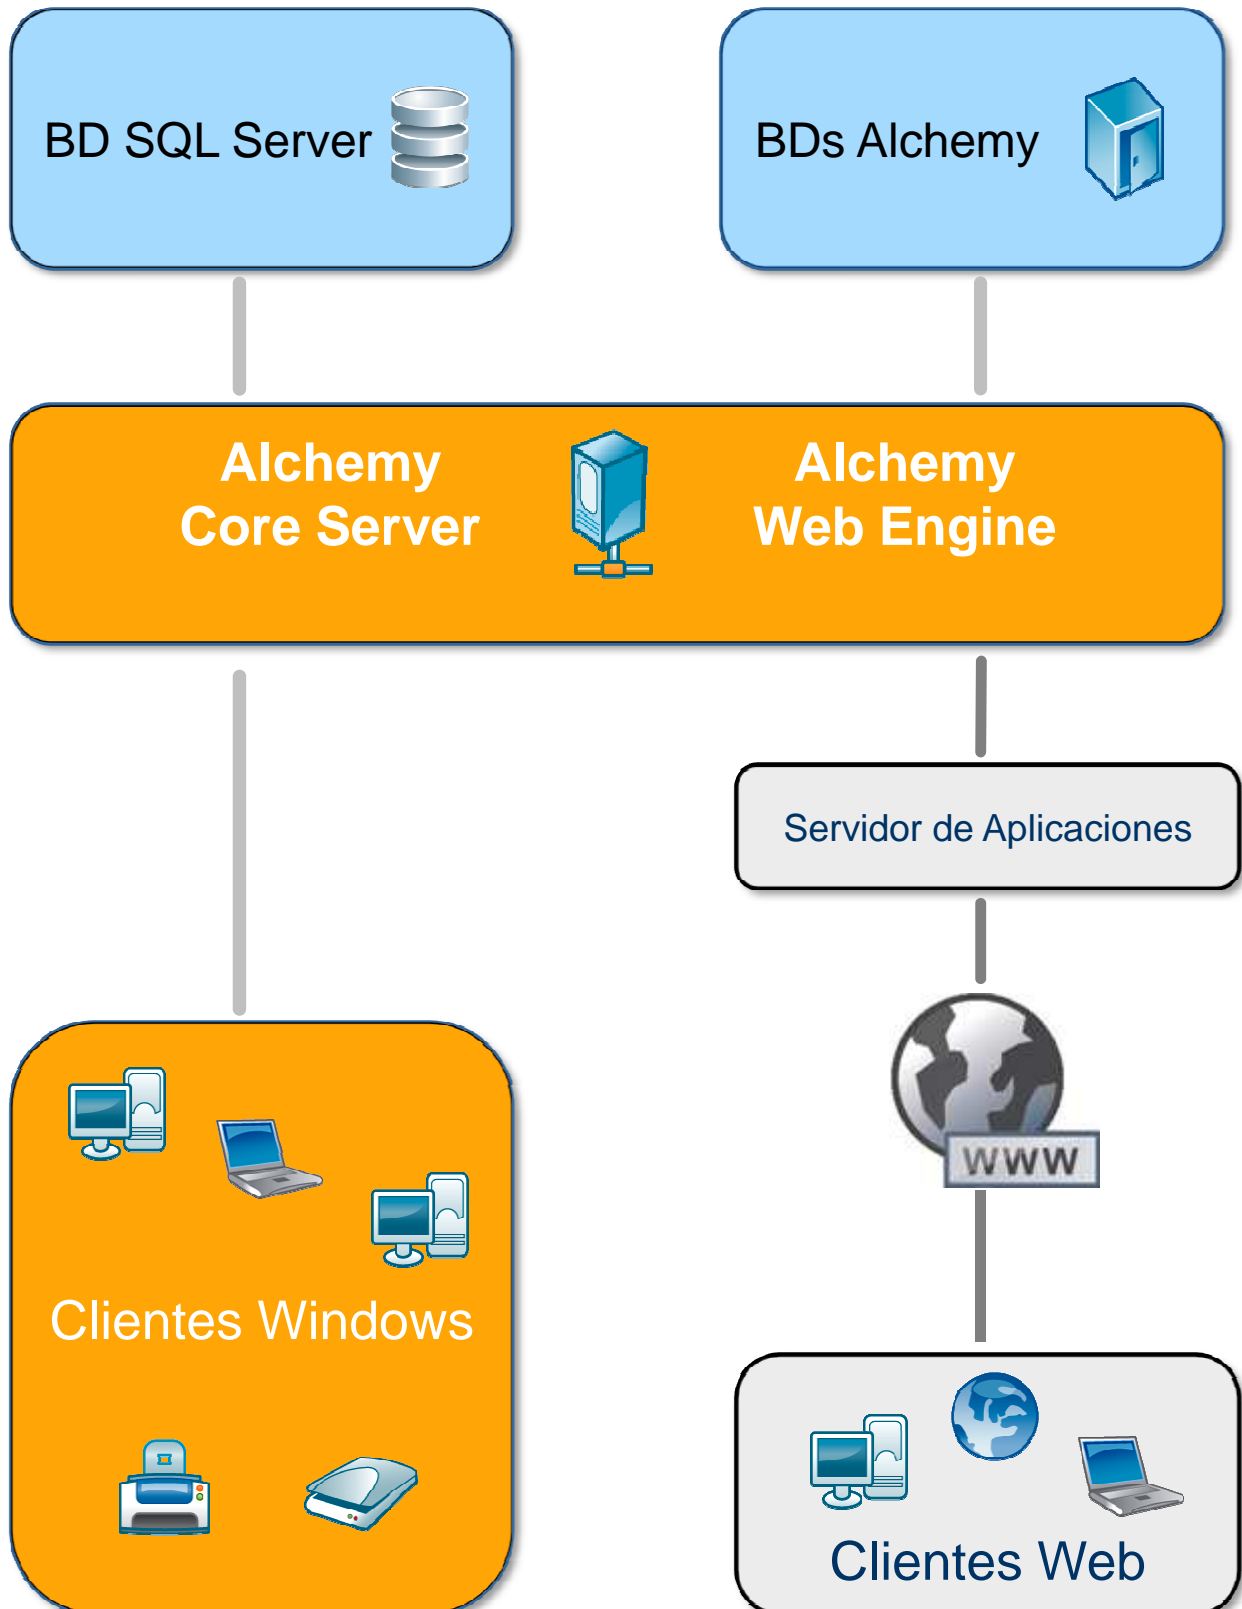 BD SQL Server
BDs Alchemy
Alchemy
Core Server
Alchemy
Web Engine
Servidor de Aplicaciones
WWW
Clientes Windows
Clientes Web